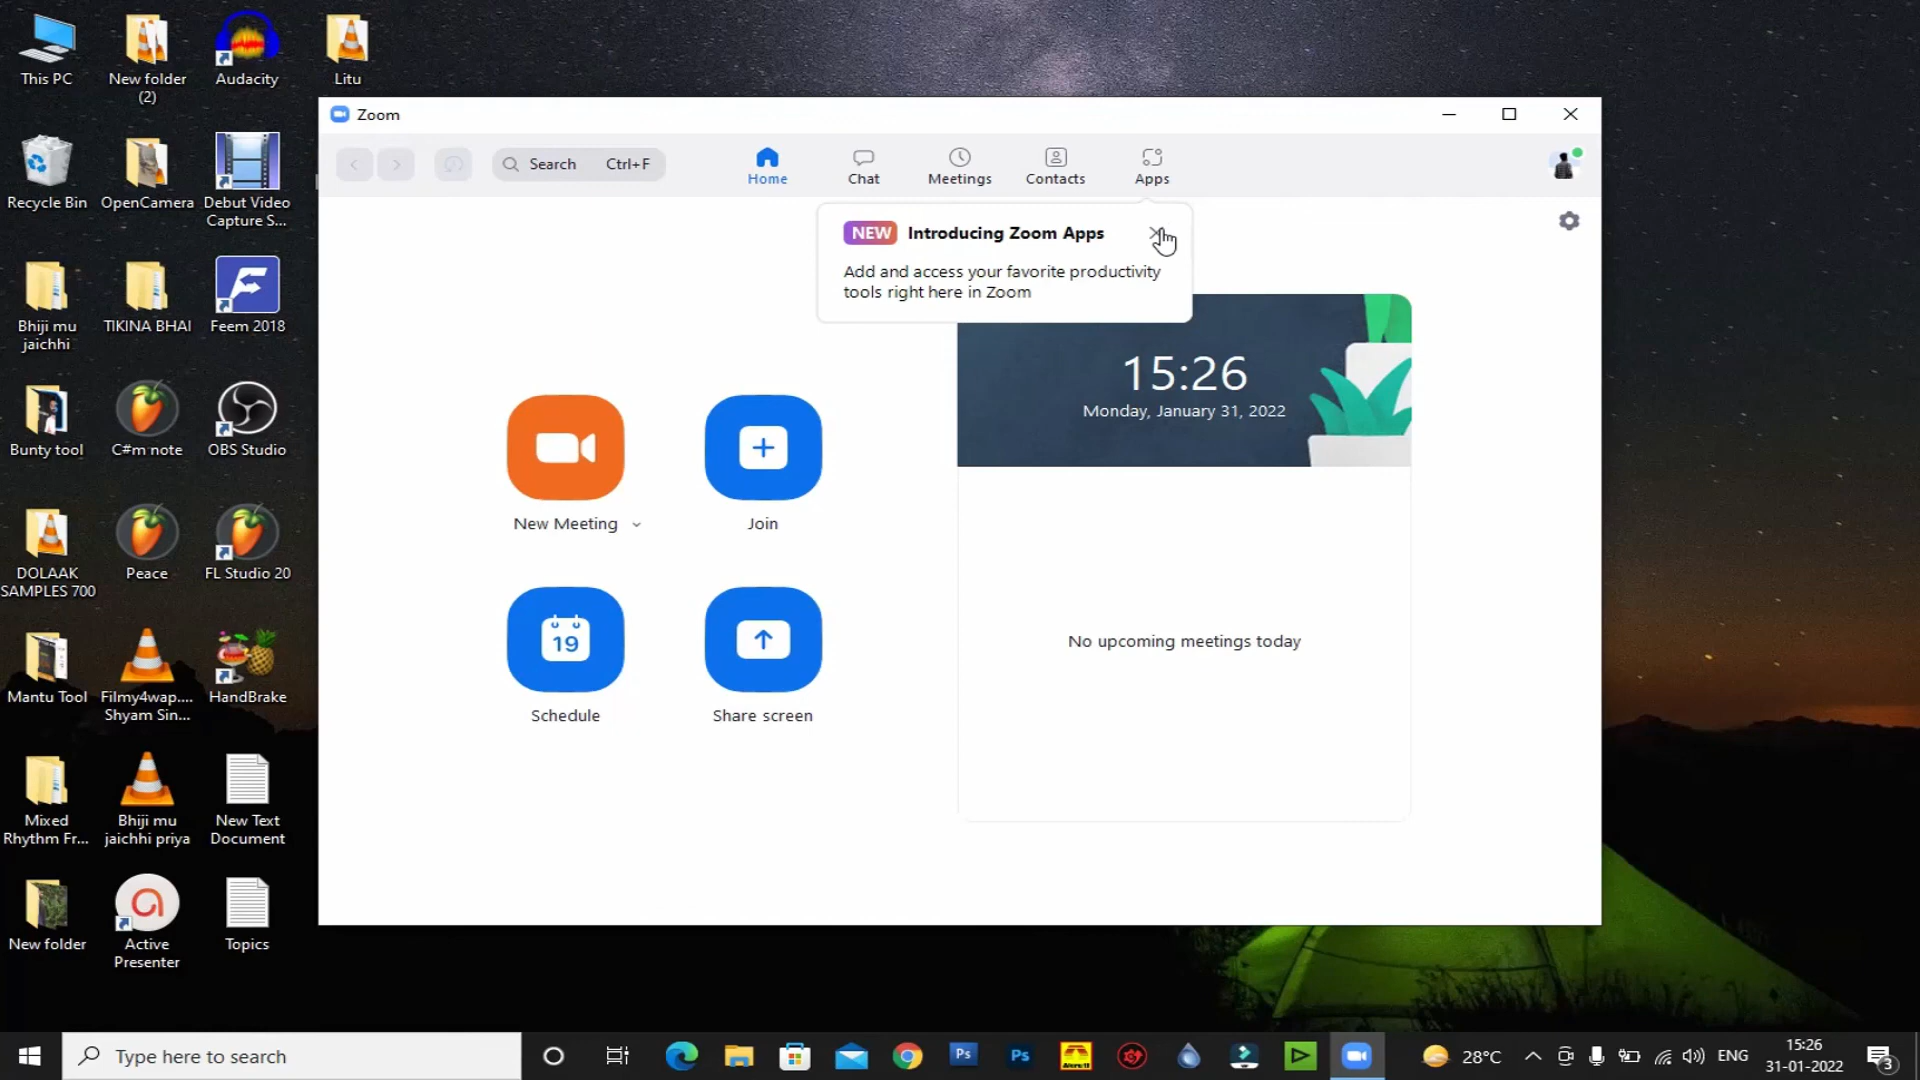 This PC
New folder
(2)
Audacity
Litu
Recycle Bin
OpenCamera
Debut Video
Capture S...
Bhiji mu
jaichhi
TIKINA BHAI
Feem 2018
Bunty tool
C#m note
OBS Studio
DOLAAK
SAMPLES 700
Peace
FL Studio 20
Mantu Tool
Filmy4wap....
Shyam Sin...
HandBrake
Mixed
Rhythm Fr...
Bhiji mu
jaichhi priya
New Text
Document
New folder
Active
Presenter
Topics
Zoom
Search Ctrl+F
Home
Chat
Meetings
Contacts
Apps
NEW Introducing Zoom Apps
Add and access your favorite productivity
tools right here in Zoom
15:26
Monday, January 31, 2022
New Meeting
Join
19
Schedule
Share screen
No upcoming meetings today
Type here to search
Ps
Ps
28°C
ENG
15:26
31-01-2022
3